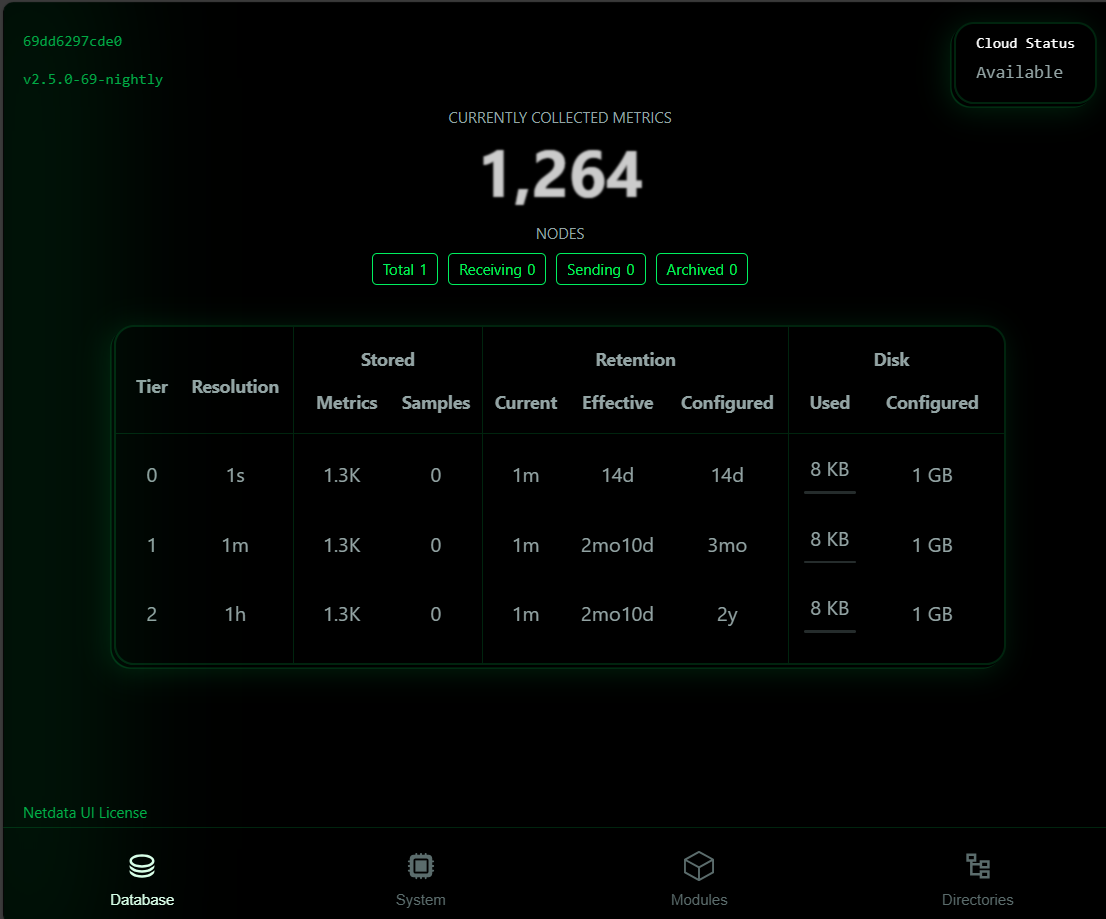 69dd6297cde0
v2.5.0-69-nightly
Cloud Status
Available
CURRENTLY COLLECTED METRICS
1,264
NODES
Total 1 Receiving 0 Sending 0 Archived 0
Stored Retention Disk
Tier Resolution
Metrics Samples Current Effective Configured Used Configured
0 1s 1.3K 0 1m 14d 14d 8 KB 1 GB
1 1m 1.3K 0 1m 2mo10d 3mo 8 KB 1 GB
2 1h 1.3K 0 1m 2mo10d 2y 8 KB 1 GB
Netdata UI License
Database System Modules Directories